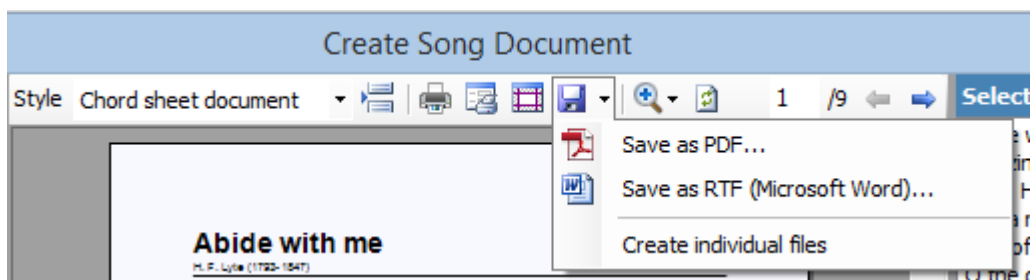 Create Song Document
Style Chord sheet document 1 /9 Select
Save as PDF...
Save as RTF (Microsoft Word)...
Create individual files
Abide with me
H. F. Lyte (1793-1847)